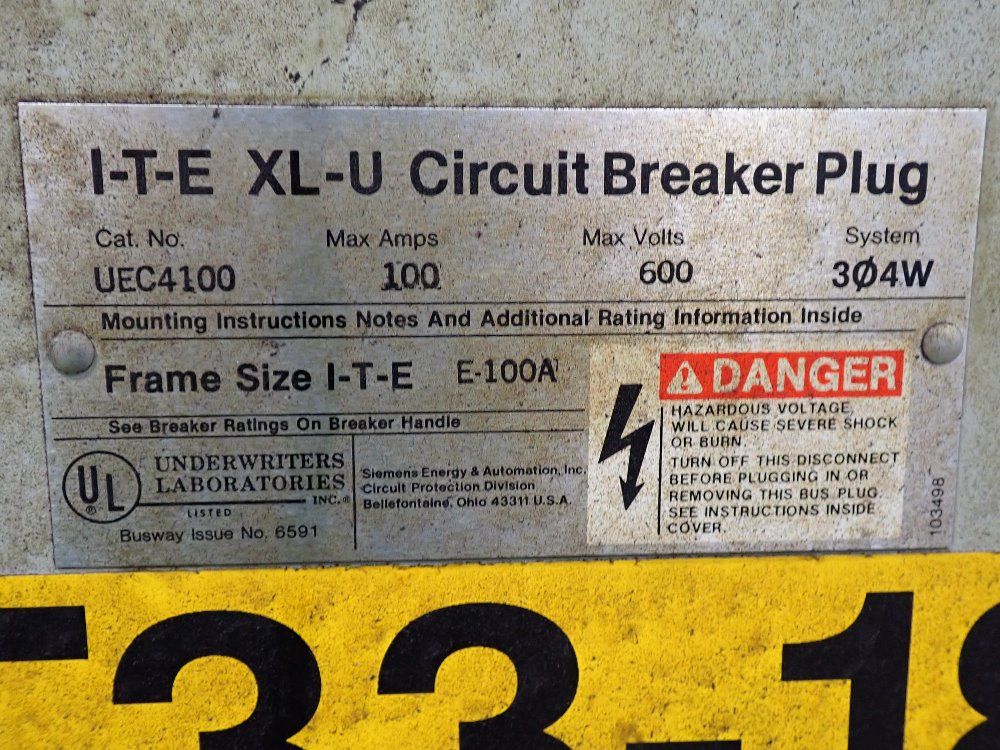 I-T-E XL-U Circuit Breaker Plug
Cat. No. Max Amps Max Volts System
UEC4100 100 600 3Ø4W
Mounting Instructions Notes And Additional Rating Information Inside
Frame Size I-T-E E-100A
See Breaker Ratings On Breaker Handle
UL
®
LISTED
UNDERWRITERS
LABORATORIES
INC.®
Busway Issue No. 6591
Siemens Energy & Automation, Inc.
Circuit Protection Division
Bellefontaine, Ohio 43311 U.S.A.
DANGER
HAZARDOUS VOLTAGE,
WILL CAUSE SEVERE SHOCK
OR BURN.
TURN OFF THIS DISCONNECT
BEFORE PLUGGING IN OR
REMOVING THIS BUS PLUG.
SEE INSTRUCTIONS INSIDE
COVER.
103498
33-18